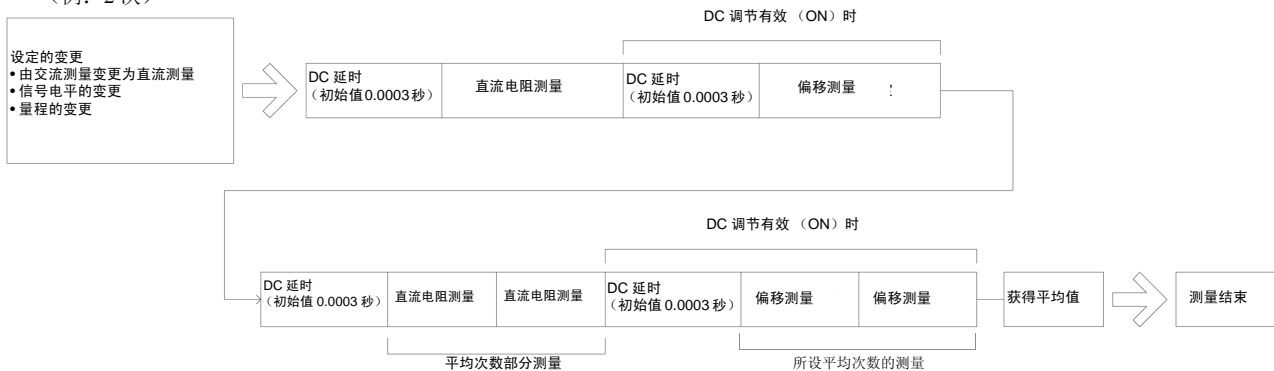 （例：2 次）
DC 调节有效 （ON）时
设定的变更
• 由交流测量变更为直流测量
• 信号电平的变更
• 量程的变更
DC 延时
（初始值 0.0003 秒）
直流电阻测量
DC 延时
（初始值 0.0003 秒）
偏移测量
DC 调节有效 （ON）时
DC 延时
（初始值 0.0003 秒）
直流电阻测量
直流电阻测量
DC 延时
（初始值 0.0003 秒）
偏移测量
偏移测量
获得平均值
测量结束
平均次数部分测量
所设平均次数的测量